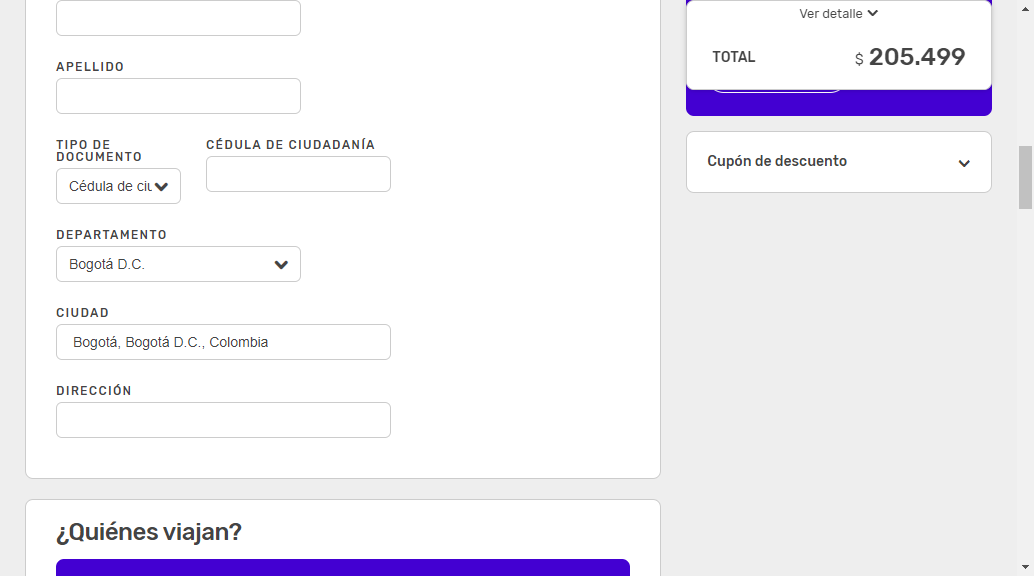 APELLIDO
TIPO DE
DOCUMENTO
CÉDULA DE CIUDADANÍA
Cédula de ciu
DEPARTAMENTO
Bogotá D.C.
CIUDAD
Bogotá, Bogotá D.C., Colombia
DIRECCIÓN
¿Quiénes viajan?
Ver detalle
TOTAL
$ 205.499
Cupón de descuento